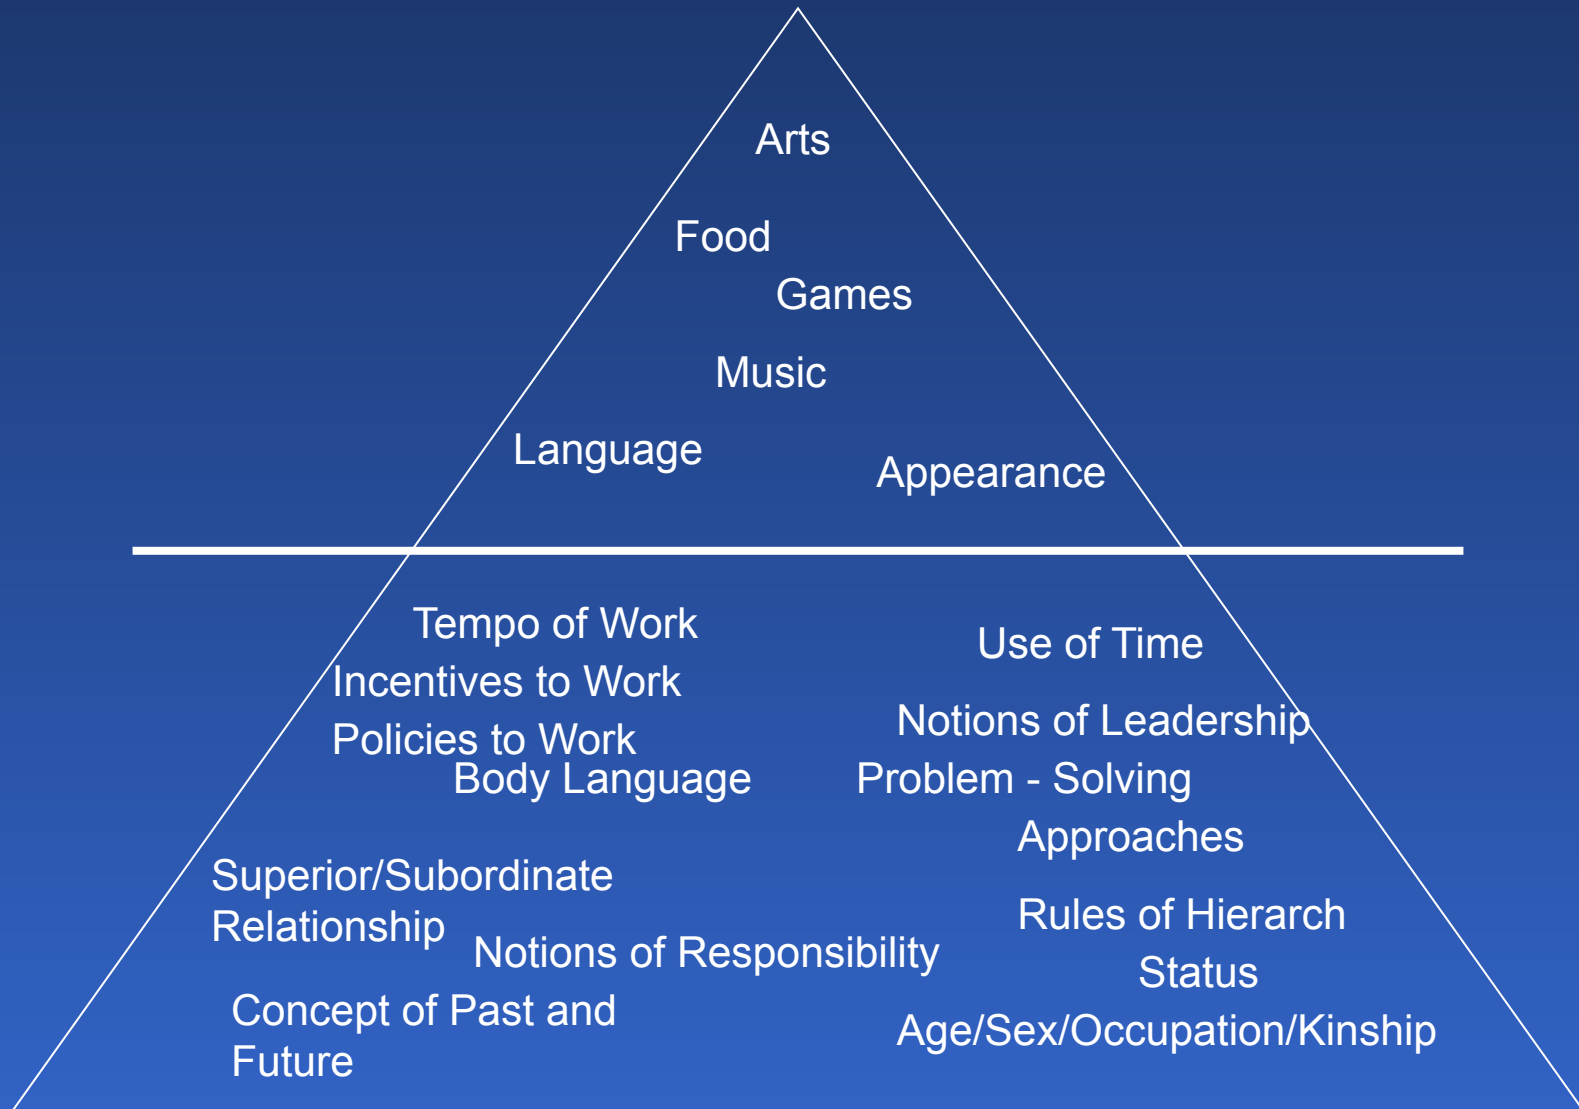 Arts
Food
Games
Music
Language
Appearance
Tempo of Work
Incentives to Work
Policies to Work
Body Language
Superior/Subordinate
Relationship
Notions of Responsibility
Concept of Past and
Future
Use of Time
Notions of Leadership
Problem - Solving
Approaches
Rules of Hierarch
Status
Age/Sex/Occupation/Kinship